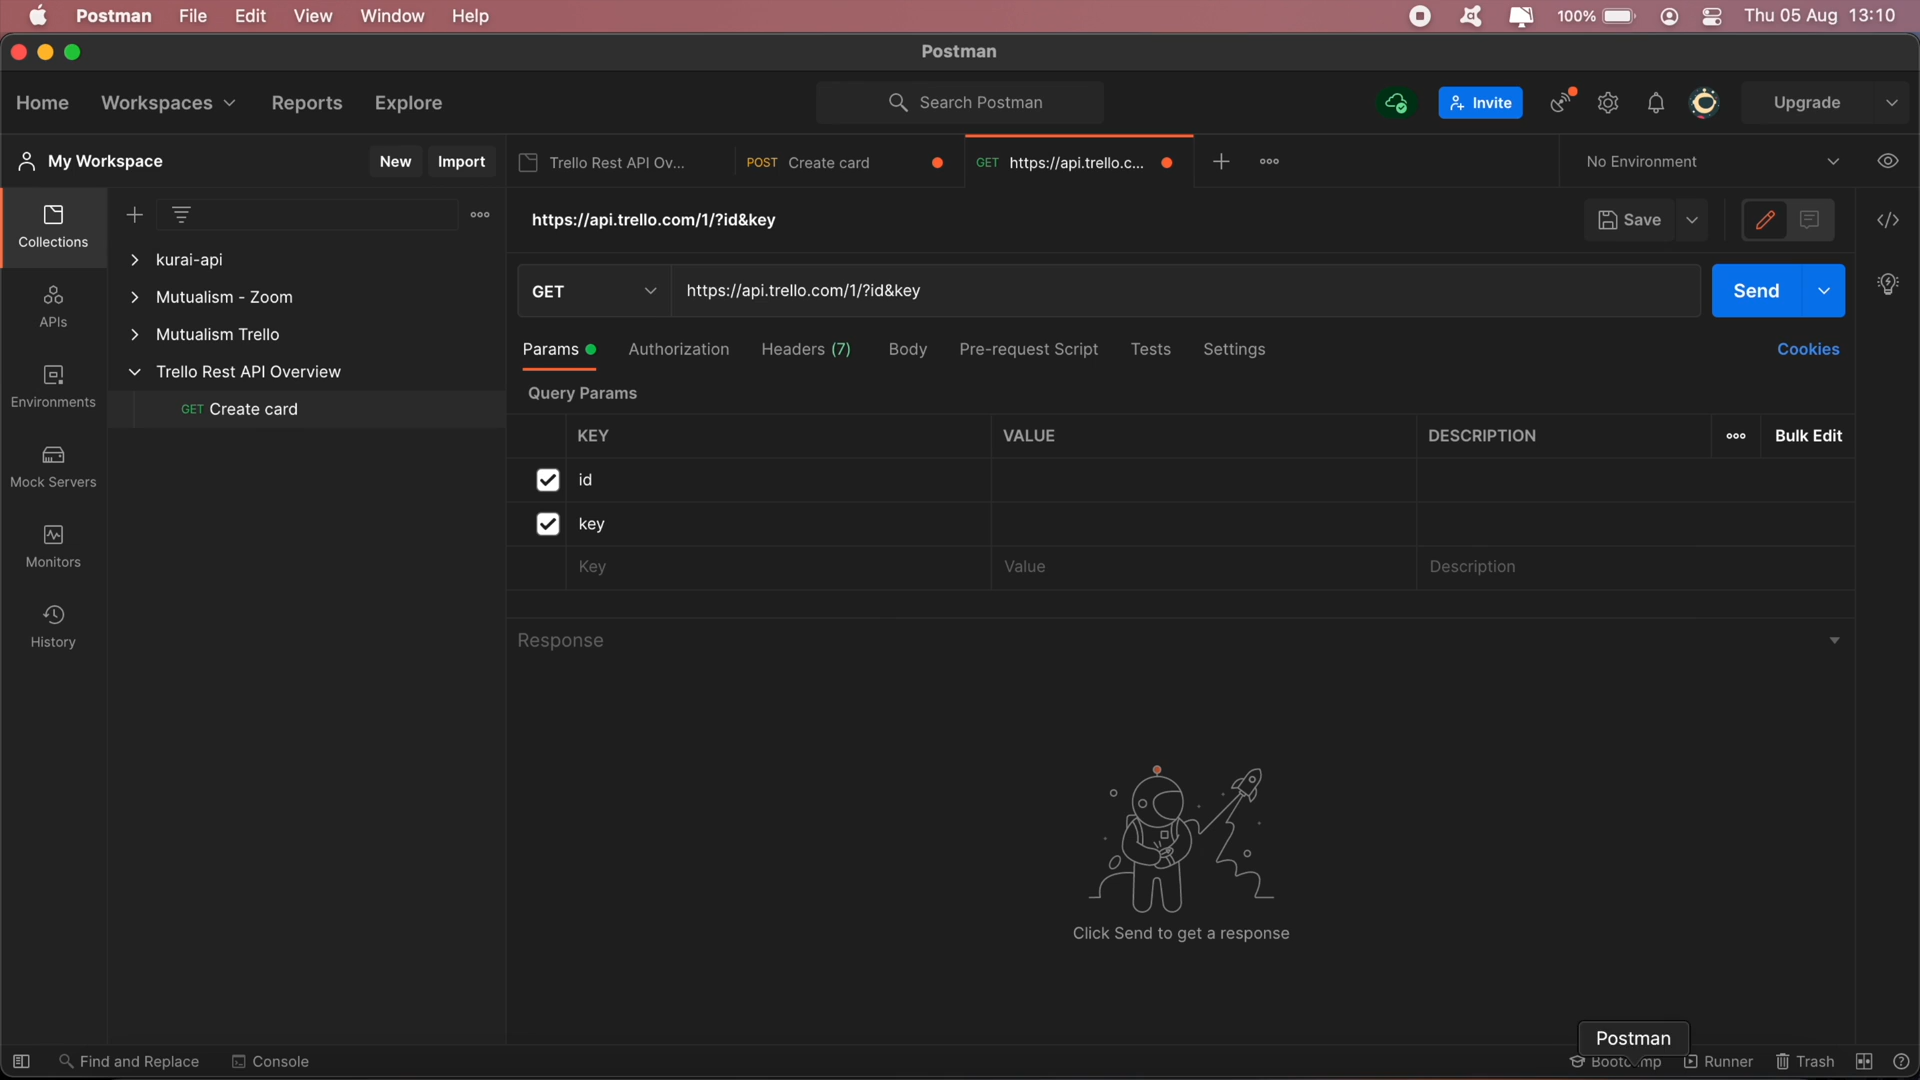 Postman File Edit View Window Help 100% Thu 05 Aug 13:10
Postman
Home Workspaces Reports Explore Search Postman Invite Upgrade
My Workspace New Import Trello Rest API Ov... POST Create card GET https://api.trello.c... No Environment
Collections
APIs
Environments
Mock Servers
Monitors
History
kurai-api
Mutualism - Zoom
Mutualism Trello
Trello Rest API Overview
GET Create card
https://api.trello.com/1/?id&key Save
GET https://api.trello.com/1/?id&key Send
Params Authorization Headers (7) Body Pre-request Script Tests Settings Cookies
Query Params
KEY VALUE DESCRIPTION Bulk Edit
id
key
Key Value Description
Response
Click Send to get a response
Postman
Find and Replace Console Bootcamp Runner Trash